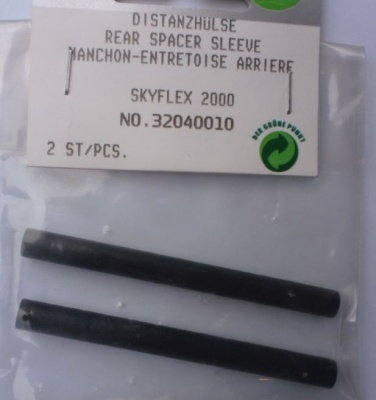 DISTANZHÜLSE
REAR SPACER SLEEVE
MANCHON-ENTRETOISE ARRIERE
SKYFLEX 2000
NO.32040010
2 ST/PCS.
DER GRÜNE PUNKT